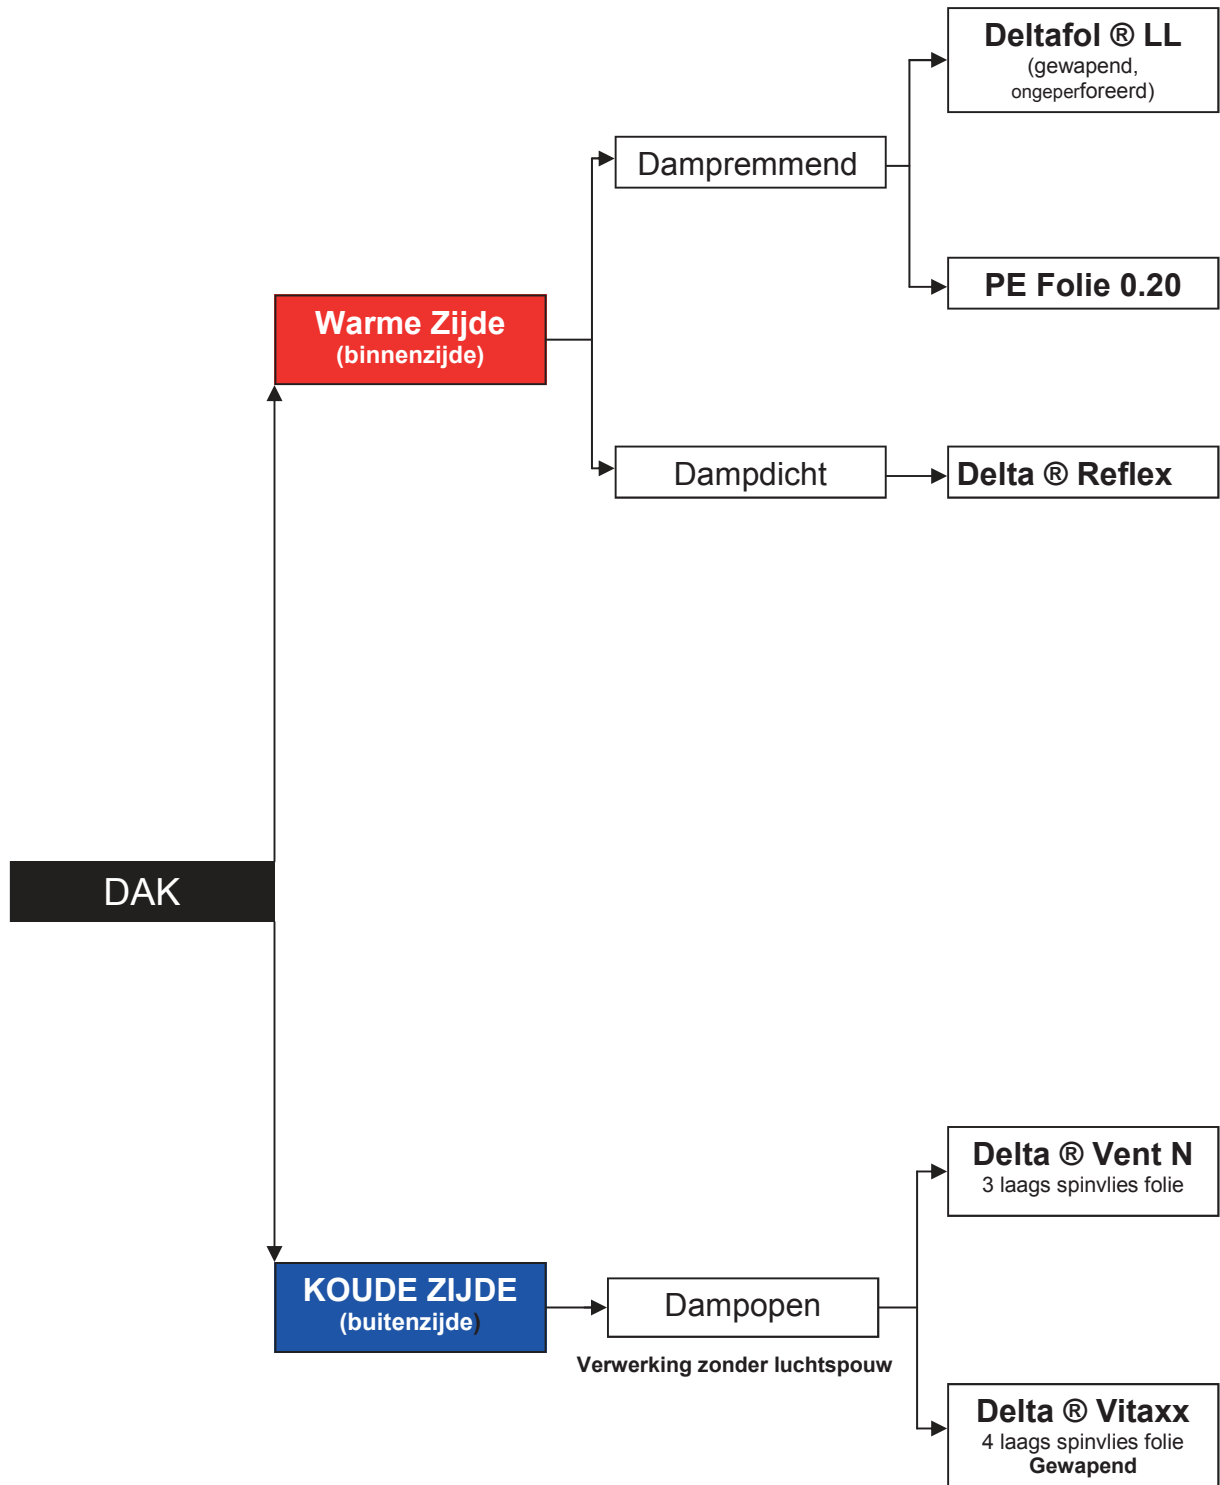 Deltafol ® LL
(gewapend,
ongeperforeerd)
Dampremmend
PE Folie 0.20
Warme Zijde
(binnenzijde)
Dampdicht
Delta ® Reflex
DAK
Delta ® Vent N
3 laags spinvlies folie
KOUDE ZIJDE
(buitenzijde)
Dampopen
Verwerking zonder luchtspouw
Delta ® Vitaxx
4 laags spinvlies folie
Gewapend